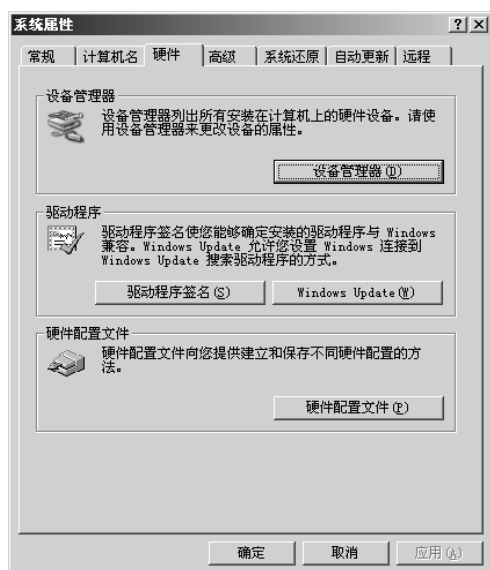 系统属性
? ×
常规 计算机名 硬件 高级 系统还原 自动更新 远程
设备管理器
设备管理器列出所有安装在计算机上的硬件设备。请使
用设备管理器来更改设备的属性。
设备管理器(D)
驱动程序
驱动程序签名使您能够确定安装的驱动程序与 Windows
兼容。Windows Update 允许您设置 Windows 连接到
Windows Update 搜索驱动程序的方式。
驱动程序签名(S) Windows Update(W)
硬件配置文件
硬件配置文件向您提供建立和保存不同硬件配置的方
法。
硬件配置文件(P)
确定 取消 应用(A)